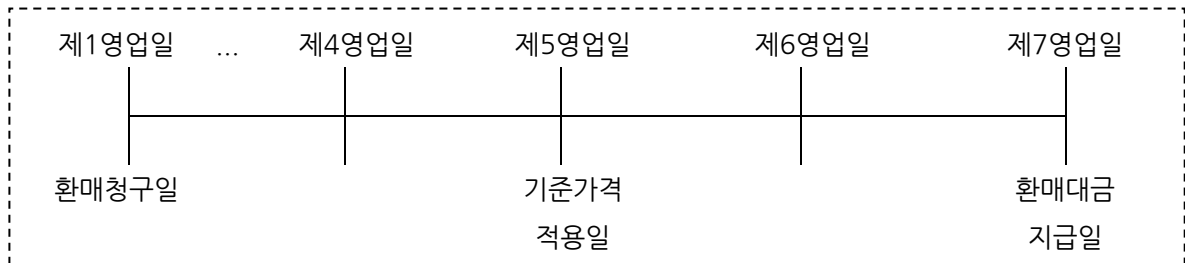 제1영업일 ... 제4영업일 제5영업일 제6영업일 제7영업일
환매청구일 기준가격 환매대금
적용일 지급일